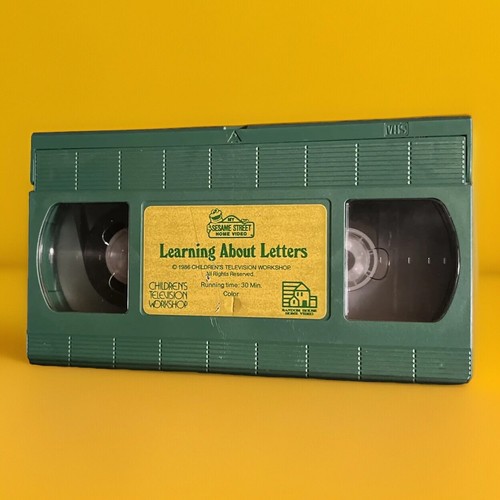 VHS
MY
SESAME STREET
HOME VIDEO
Learning About Letters
© 1986 CHILDREN'S TELEVISION WORKSHOP
All Rights Reserved.
Running time: 30 Min.
Color
CHILDREN'S
TELEVISION
WORKSHOP
RANDOM HOUSE
HOME VIDEO